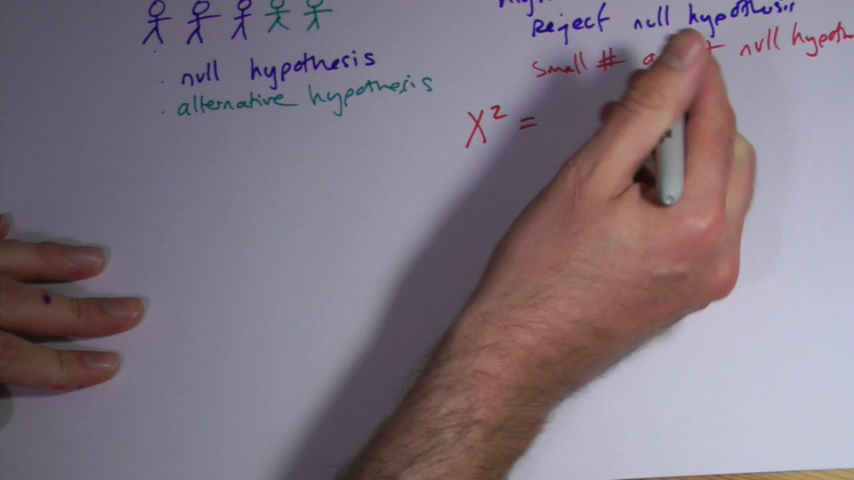 Reject null hypothesis
Small # null
· null hypothesis
· alternative hypothesis
X² =